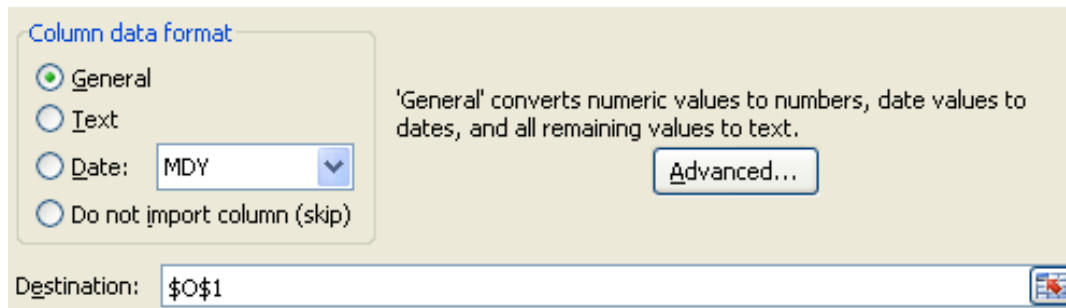 Column data format
General
Text
Date: MDY
Do not import column (skip)
'General' converts numeric values to numbers, date values to
dates, and all remaining values to text.
Advanced...
Destination: $O$1